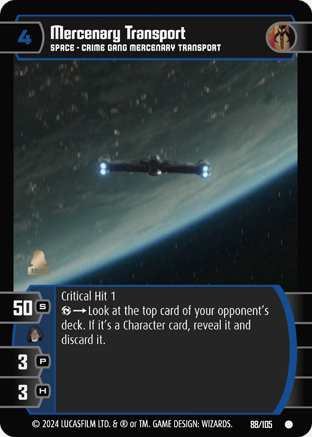 4
Mercenary Transport
SPACE - CRIME GANG MERCENARY TRANSPORT
50 S
3 P
3 H
Critical Hit 1
→Look at the top card of your opponent's
deck. If it's a Character card, reveal it and
discard it.
© 2024 LUCASFILM LTD. & ® or TM. GAME DESIGN: WIZARDS.
88/105